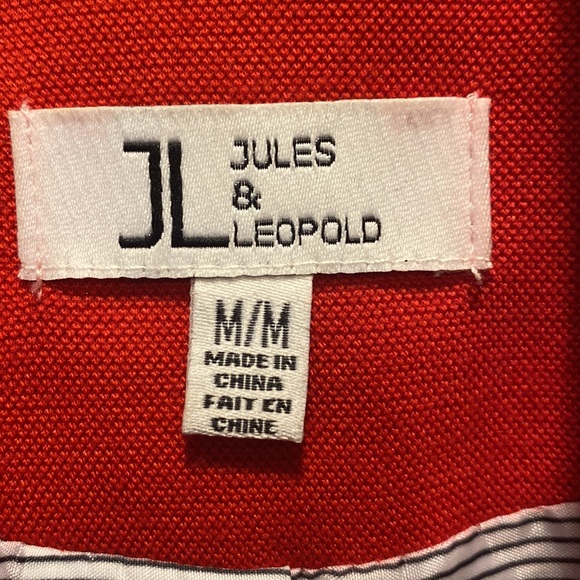 JL
JULES
&
LEOPOLD
M/M
MADE IN
CHINA
FAIT EN
CHINE